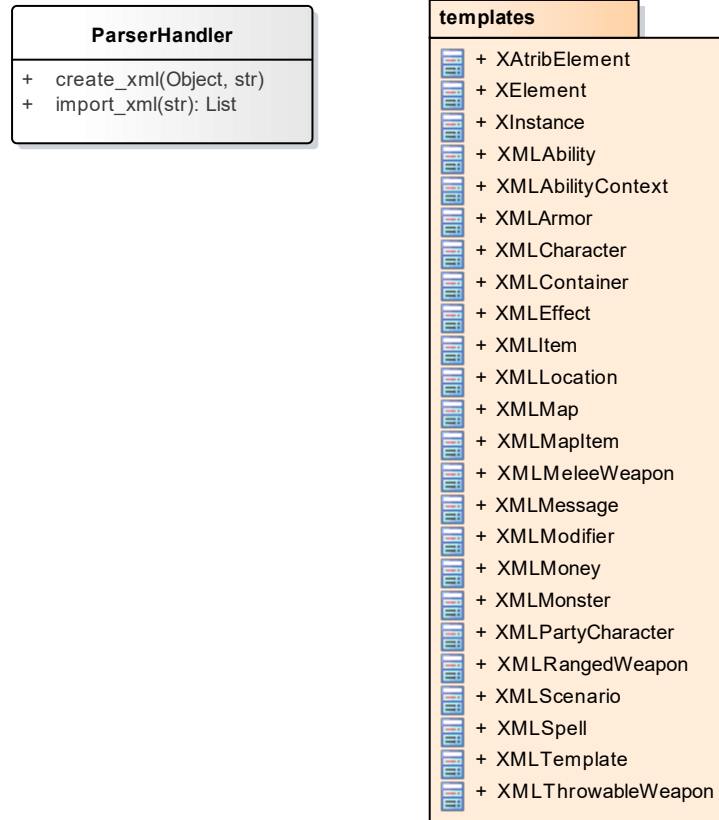 ParserHandler
+ create_xml(Object, str)
+ import_xml(str): List
templates
+ XAtribElement
+ XElement
+ XInstance
+ XMLAbility
+ XMLAbilityContext
+ XMLArmor
+ XMLCharacter
+ XMLContainer
+ XMLEffect
+ XMLItem
+ XMLLocation
+ XMLMap
+ XMLMapItem
+ XMLMeleeWeapon
+ XMLMessage
+ XMLModifier
+ XMLMoney
+ XMLMonster
+ XMLPartyCharacter
+ XMLRangedWeapon
+ XMLScenario
+ XMLSpell
+ XMLTemplate
+ XMLThrowableWeapon